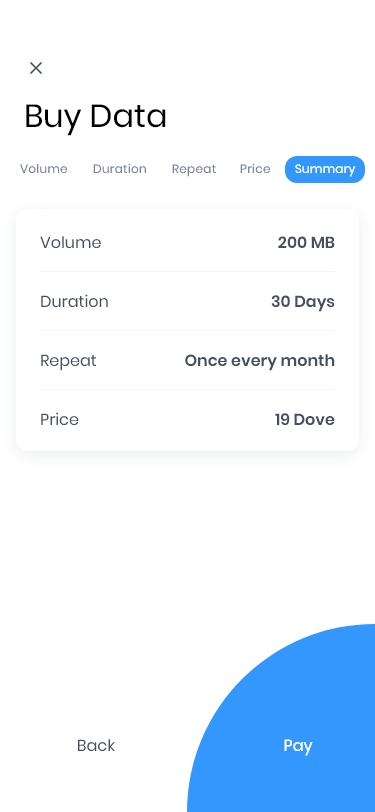 Buy Data
Volume Duration Repeat Price Summary
Volume 200 MB
Duration 30 Days
Repeat Once every month
Price 19 Dove
Back Pay